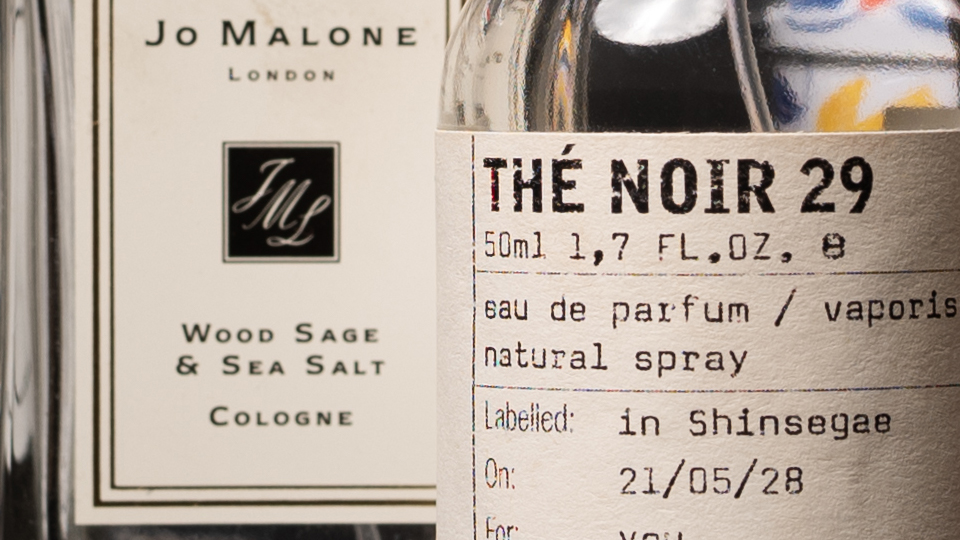 JO MALONE
LONDON
JML
WOOD SAGE
& SEA SALT
COLOGNE
THÉ NOIR 29
50ml 1,7 FL.OZ. e
eau de parfum / vaporis
natural spray
Labelled: in Shinsegae
On: 21/05/28
For: you